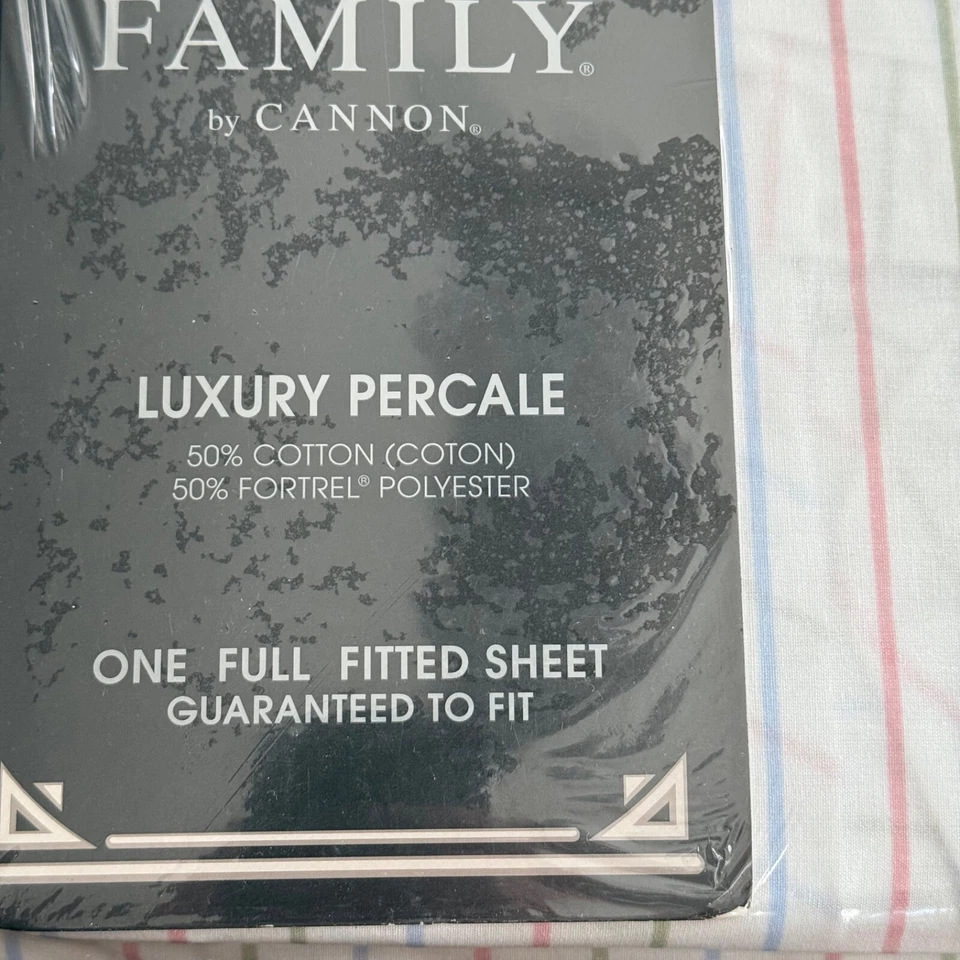 FAMILY®
by CANNON®
LUXURY PERCALE
50% COTTON (COTON)
50% FORTREL® POLYESTER
ONE FULL FITTED SHEET
GUARANTEED TO FIT